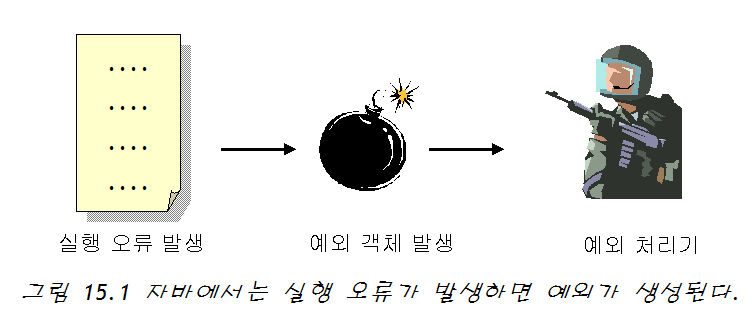 ....
....
....
....
실행 오류 발생
예외 객체 발생
예외 처리기
그림 15.1 자바에서는 실행 오류가 발생하면 예외가 생성된다.